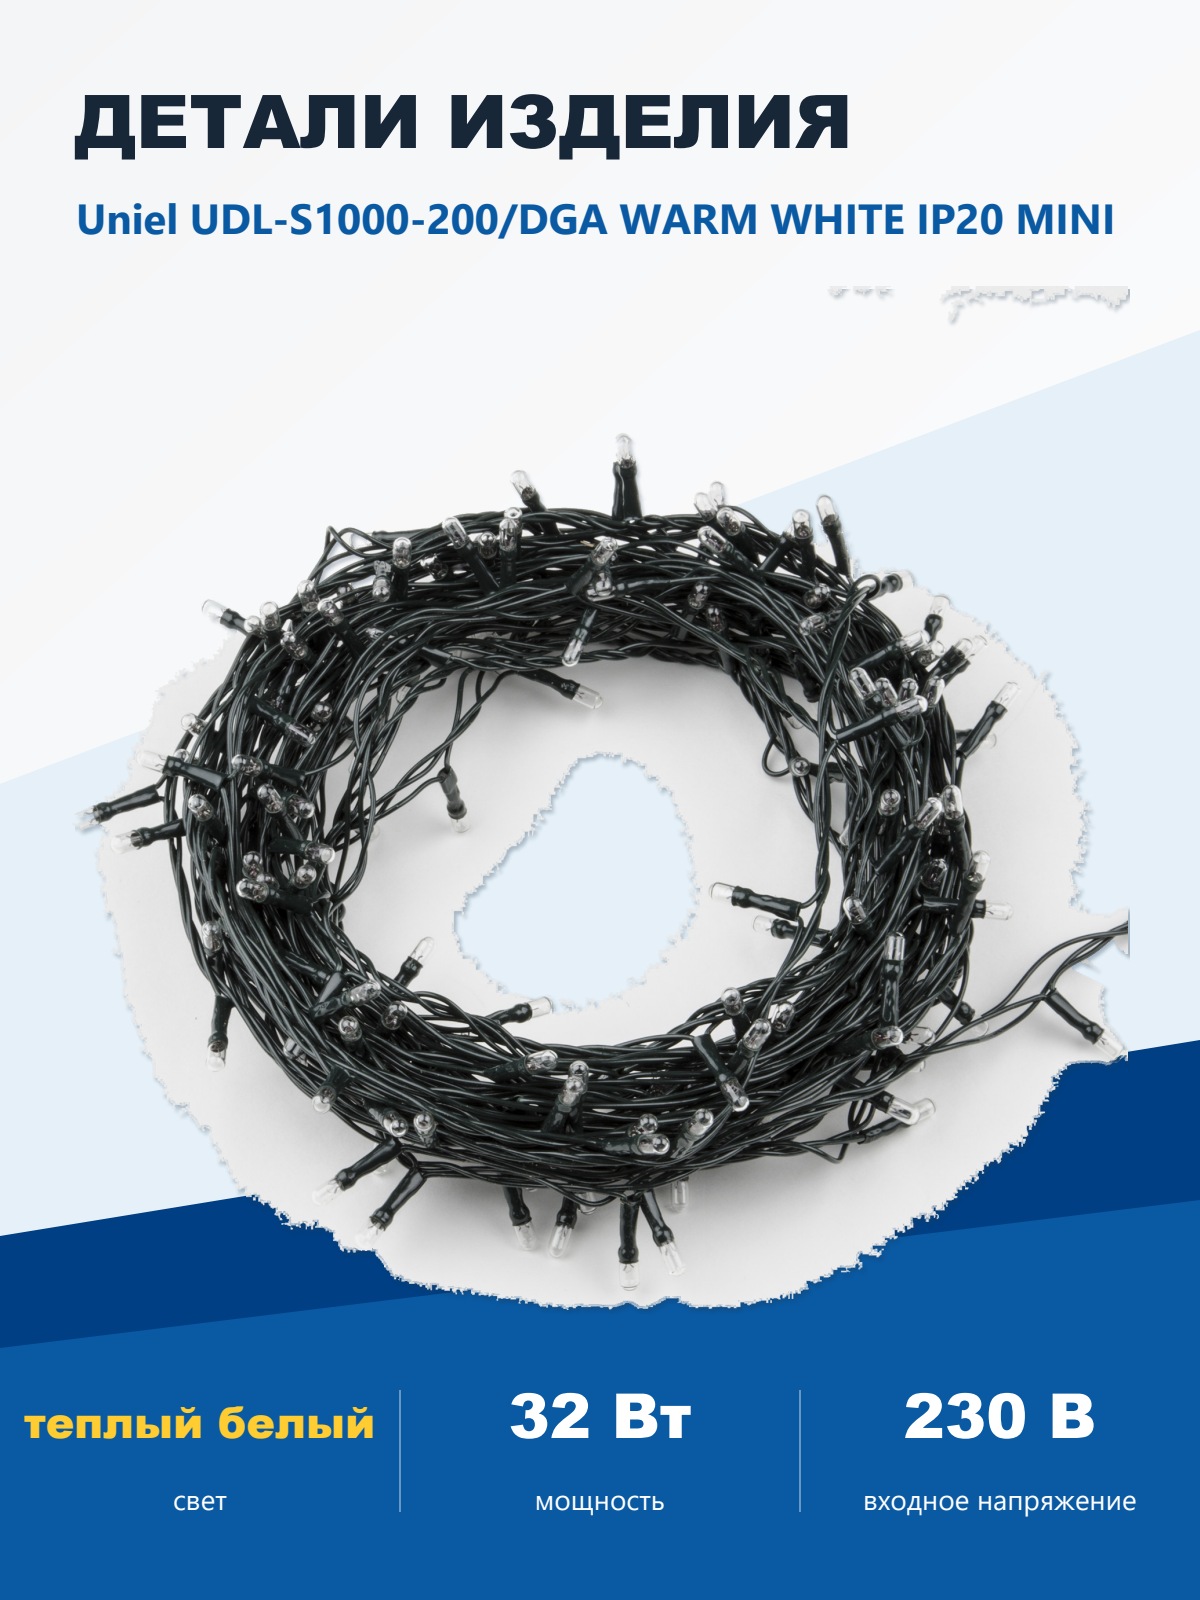 ДЕТАЛИ ИЗДЕЛИЯ
Uniel UDL-S1000-200/DGA WARM WHITE IP20 MINI
теплый белый
свет
32 Вт
мощность
230 В
входное напряжение